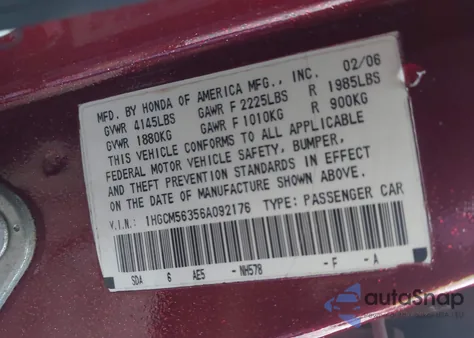 MFD. BY HONDA OF AMERICA MFG., INC. 02/06
GVWR 4145LBS GAWR F 2225LBS R 1985LBS
GVWR 1880KG GAWR F 1010KG R 900KG
THIS VEHICLE CONFORMS TO ALL APPLICABLE
FEDERAL MOTOR VEHICLE SAFETY, BUMPER,
AND THEFT PREVENTION STANDARDS IN EFFECT
ON THE DATE OF MANUFACTURE SHOWN ABOVE.
V.I.N.: 1HGCM56356A092176 TYPE: PASSENGER CAR
SDA 6 AE5 -NH578 -F -A
autoSnap